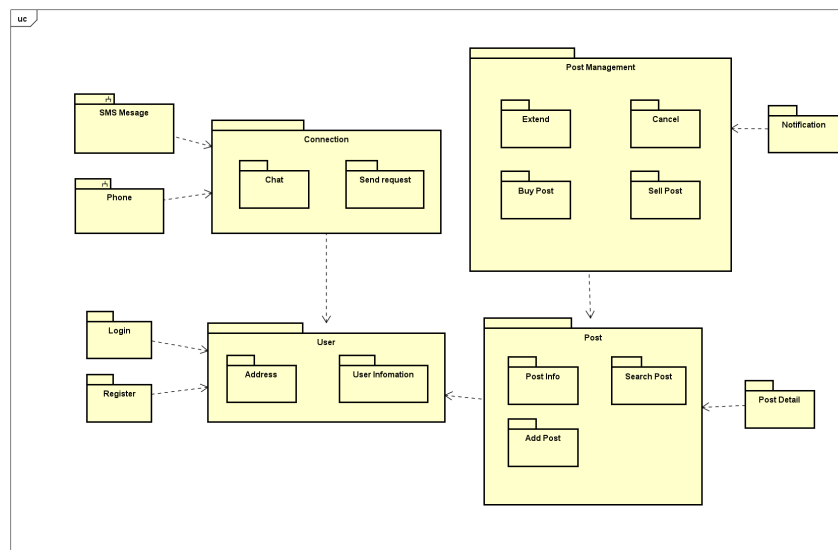 uc
Post Management
SMS Mesage
Extend
Cancel
Notification
Connection
Chat
Send request
Phone
Buy Post
Sell Post
Login
User
Post
Address
User Infomation
Post Info
Search Post
Register
Post Detail
Add Post